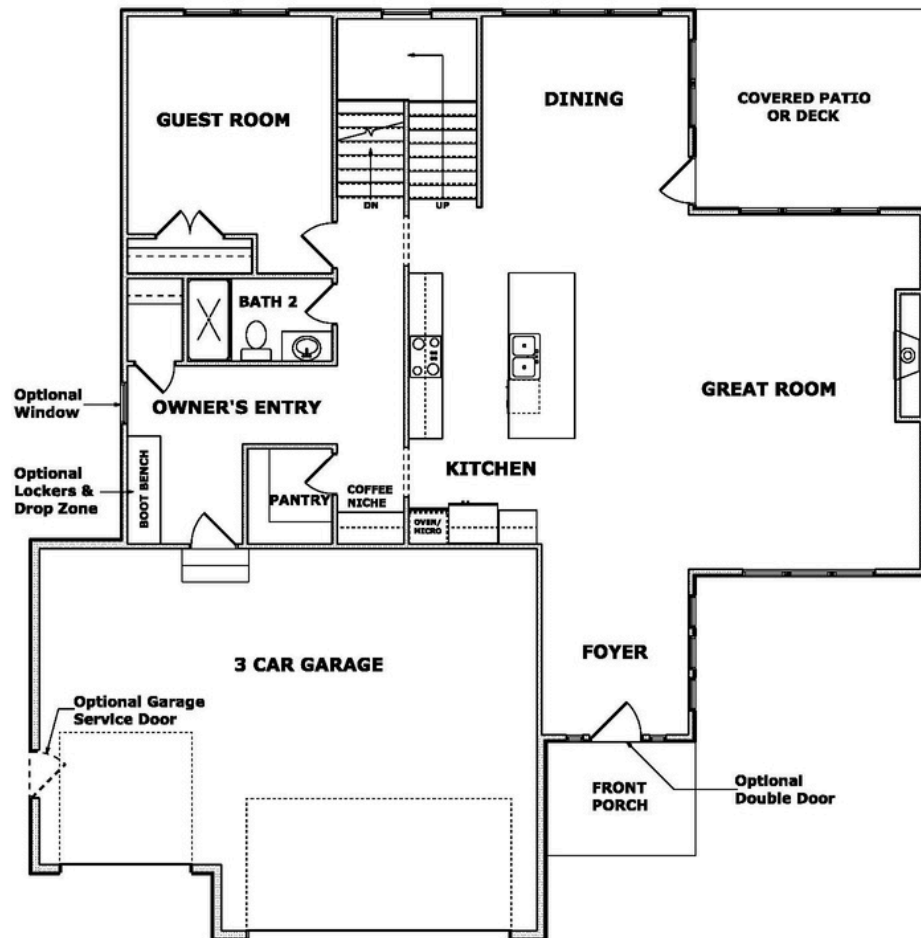 GUEST ROOM
DINING
COVERED PATIO
OR DECK
DN
UP
BATH 2
Optional
Window
OWNER'S ENTRY
GREAT ROOM
Optional
Lockers &
Drop Zone
BOOT BENCH
PANTRY
COFFEE
NICHE
KITCHEN
OVEN/
MICRO
3 CAR GARAGE
FOYER
Optional Garage
Service Door
FRONT
PORCH
Optional
Double Door